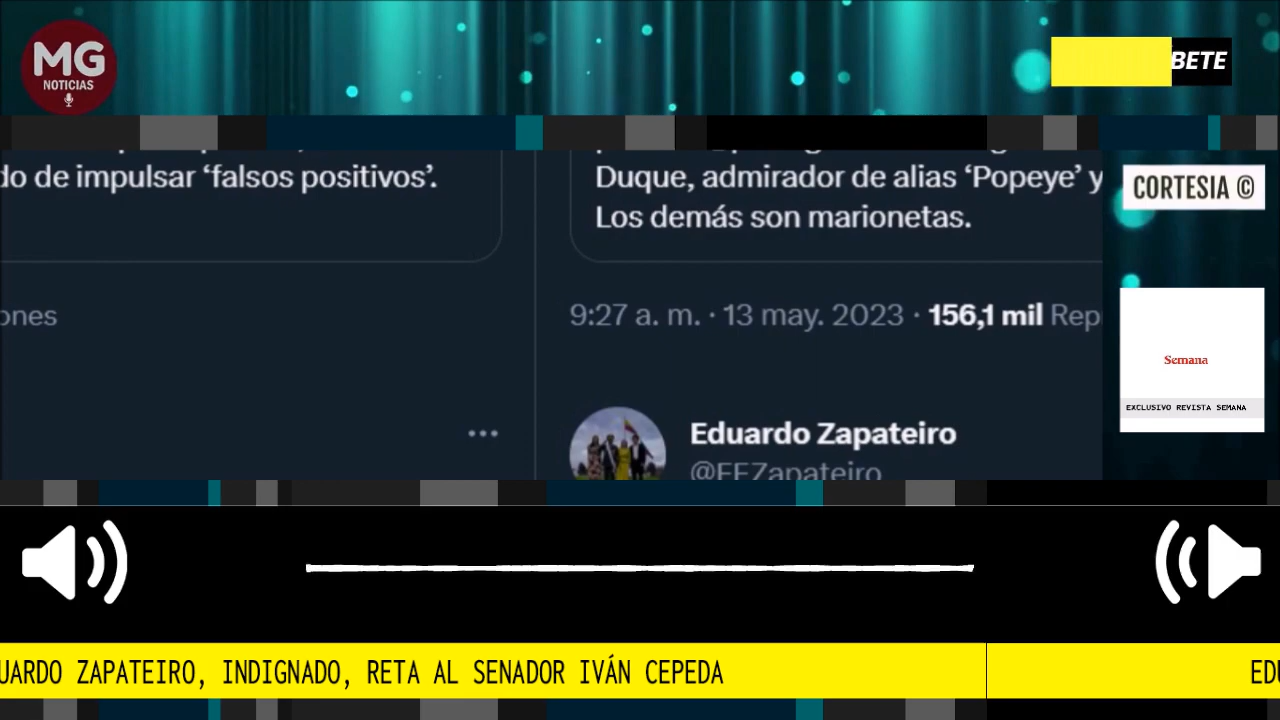 MG
NOTICIAS
BETE
do de impulsar ‘falsos positivos’.
ones
Duque, admirador de alias ‘Popeye’ y
Los demás son marionetas.
9:27 a. m. · 13 may. 2023 · 156,1 mil Rep
Eduardo Zapateiro
@EEZapateiro
CORTESIA ©
Semana
EXCLUSIVO REVISTA SEMANA
UARDO ZAPATEIRO, INDIGNADO, RETA AL SENADOR IVÁN CEPEDA
EDU